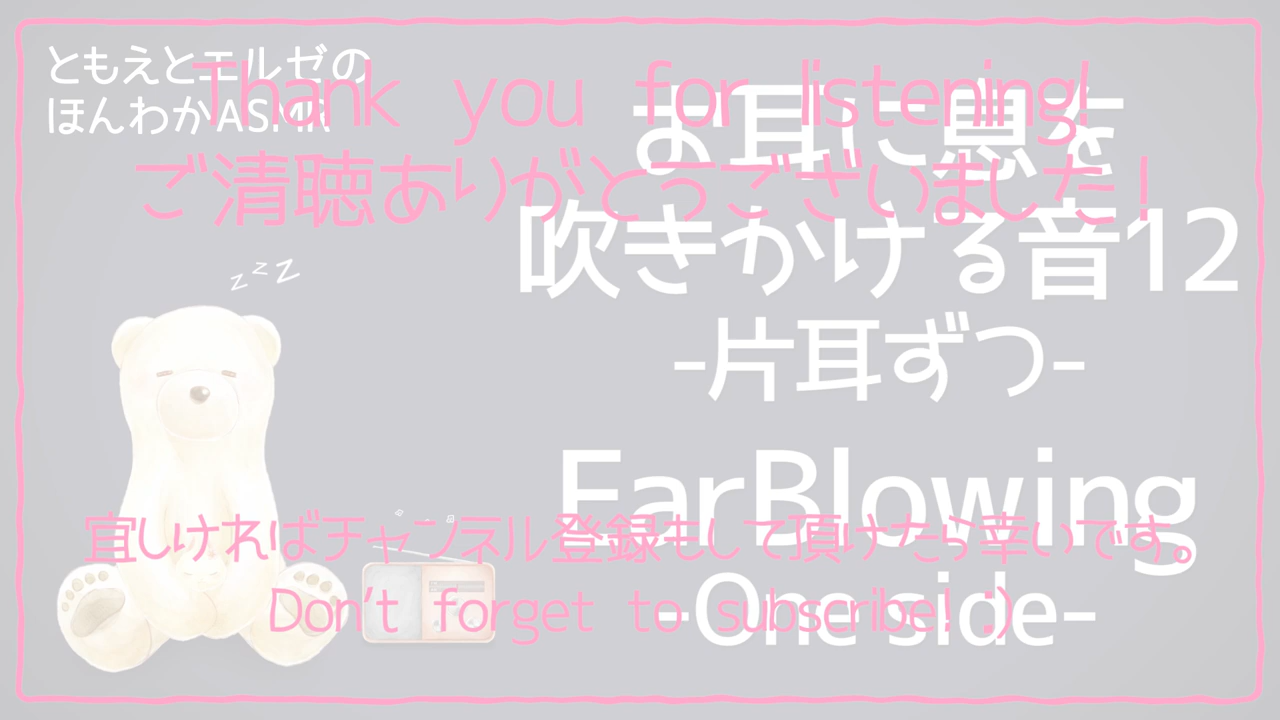 ともえとエルゼの
ほんわかASMR
Thank you for listening!
ご清聴ありがとうございました!
お耳に息を
吹きかける音12
-片耳ずつ-
zzz
EarBlowing
-One side-
宜しければチャンネル登録もして頂けたら幸いです。
Don't forget to subscribe! :)